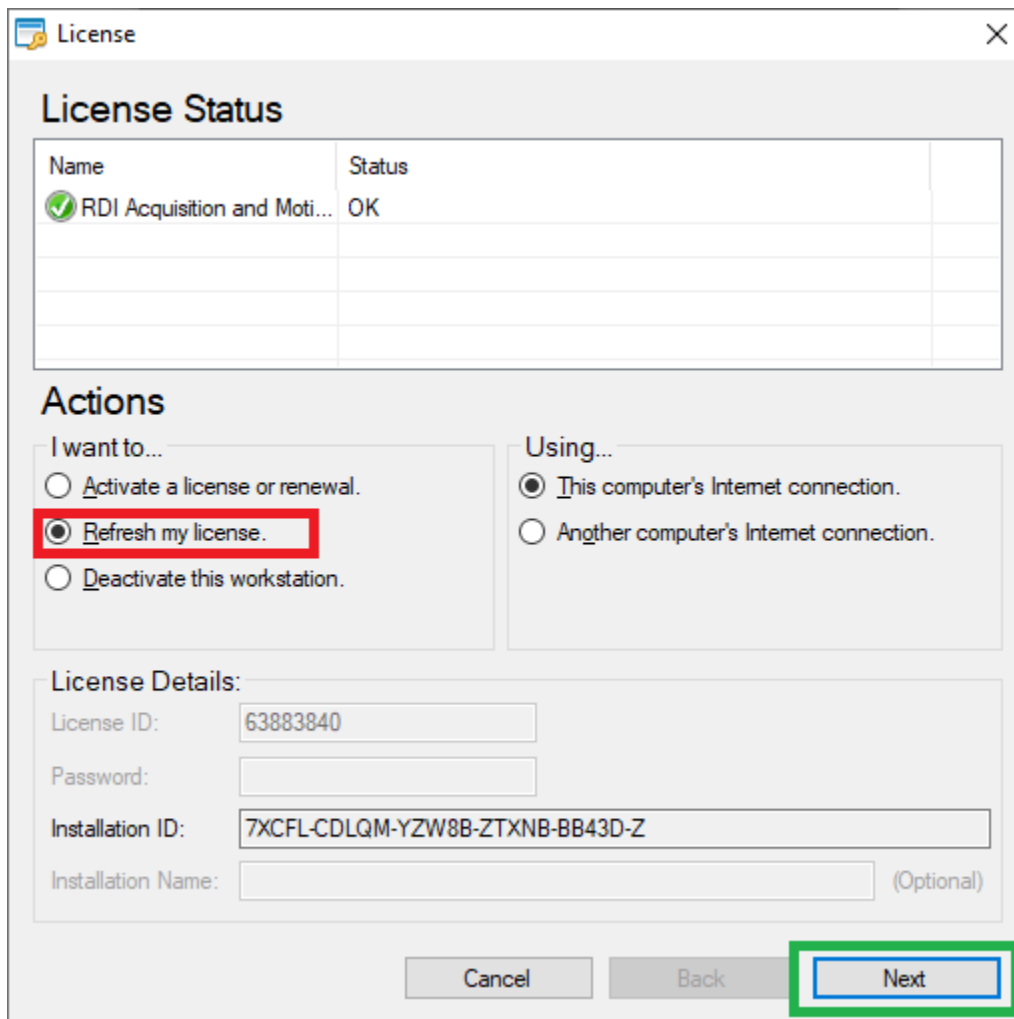 License
License Status
Name Status
RDI Acquisition and Moti... OK
Actions
I want to...
Activate a license or renewal.
Refresh my license.
Deactivate this workstation.
Using...
This computer's Internet connection.
Another computer's Internet connection.
License Details:
License ID: 63883840
Password:
Installation ID: 7XCFL-CDLQM-YZW8B-ZTXNB-BB43D-Z
Installation Name: (Optional)
Cancel Back Next